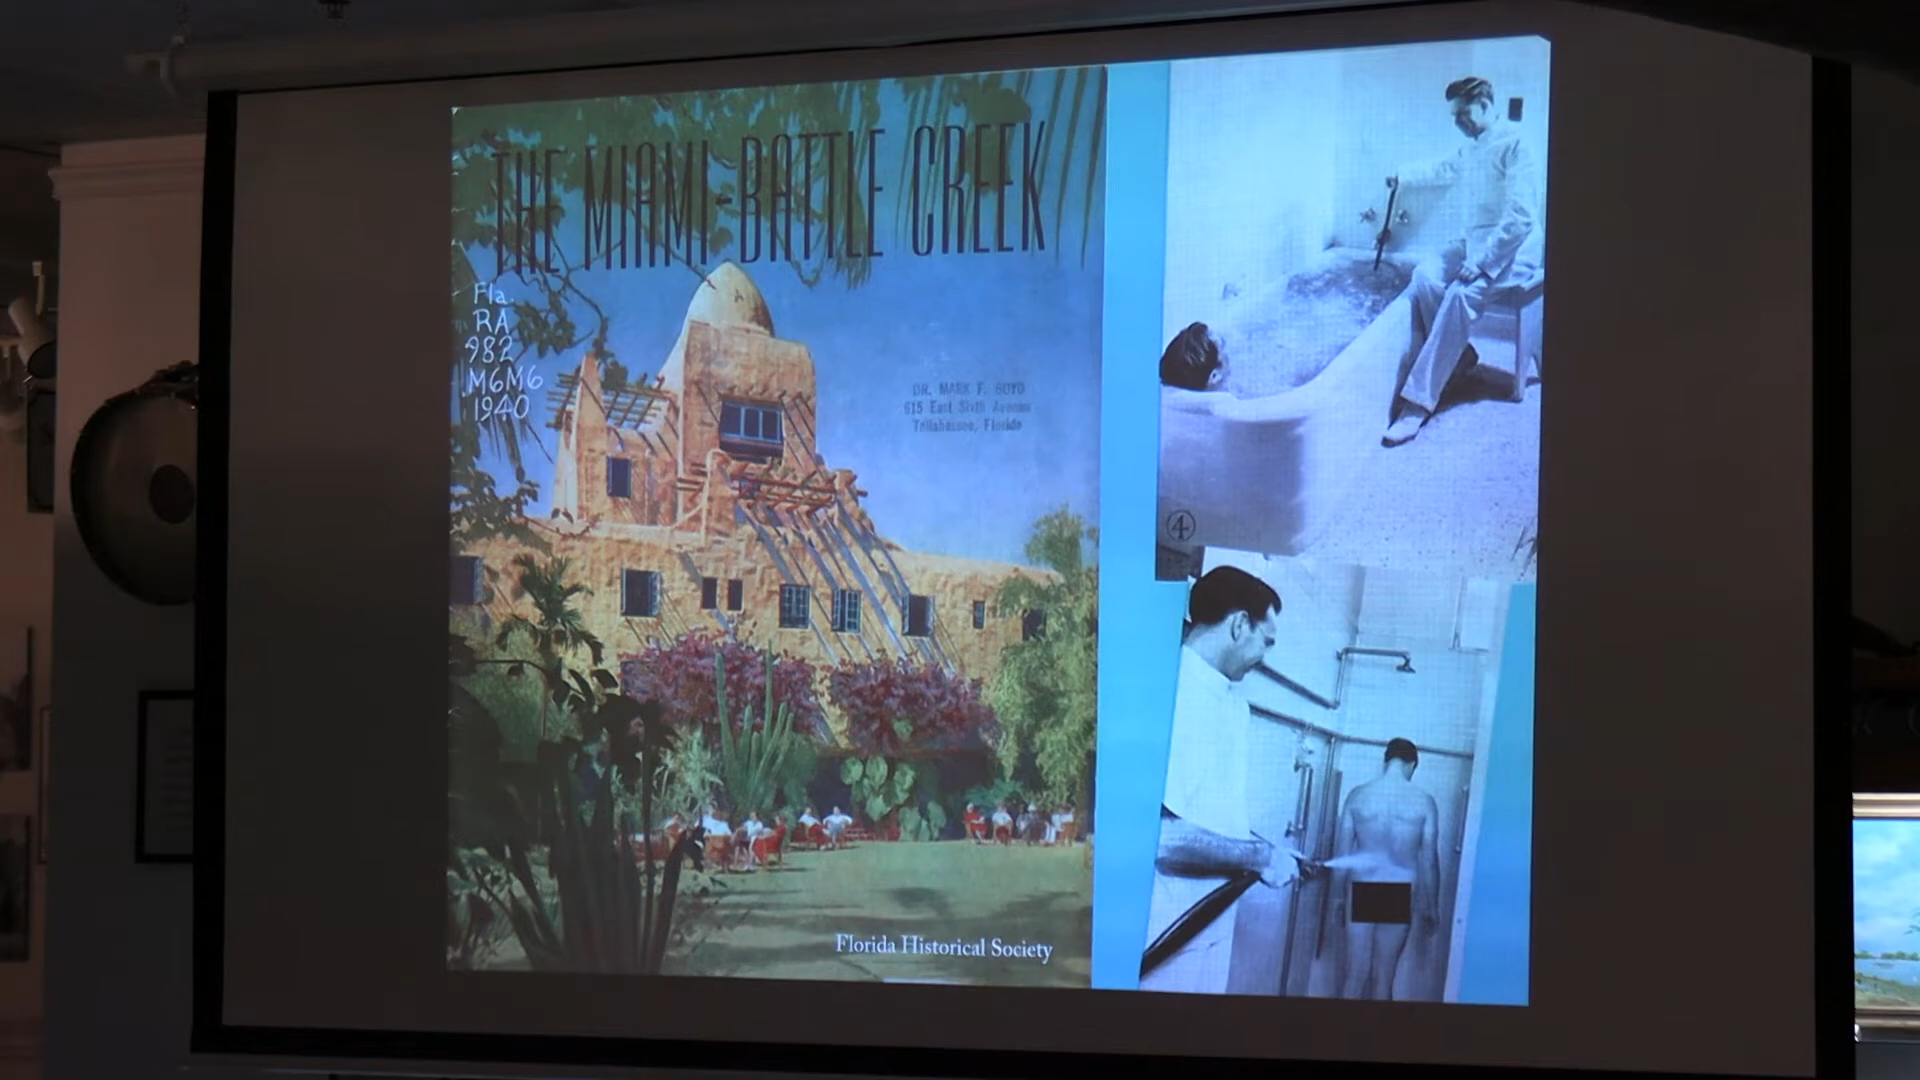 THE MIAMI-BATTLE CREEK
Fla.
RA
982
M6M6
1940
DR. MARK F. BOYD
615 East Sixth Avenue
Tallahassee, Florida
Florida Historical Society
4